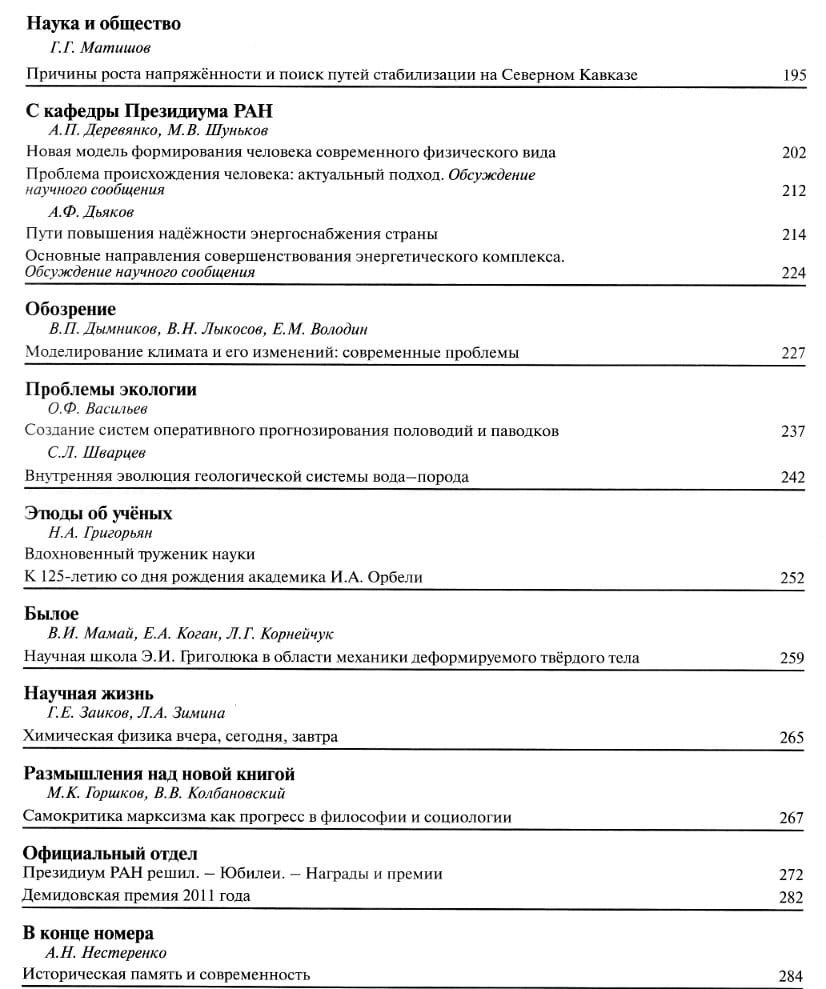 Наука и общество
Г.Г. Матишов
Причины роста напряжённости и поиск путей стабилизации на Северном Кавказе 195
С кафедры Президиума РАН
А.П. Деревянко, М.В. Шуньков
Новая модель формирования человека современного физического вида 202
Проблема происхождения человека: актуальный подход. Обсуждение
научного сообщения 212
А.Ф. Дьяков
Пути повышения надёжности энергоснабжения страны 214
Основные направления совершенствования энергетического комплекса.
Обсуждение научного сообщения 224
Обозрение
В.П. Дымников, В.Н. Лыкосов, Е.М. Володин
Моделирование климата и его изменений: современные проблемы 227
Проблемы экологии
О.Ф. Васильев
Создание систем оперативного прогнозирования половодий и паводков 237
С.Л. Шварцев
Внутренняя эволюция геологической системы вода—порода 242
Этюды об учёных
Н.А. Григорьян
Вдохновенный труженик науки
К 125-летию со дня рождения академика И.А. Орбели 252
Былое
В.И. Мамай, Е.А. Коган, Л.Г. Корнейчук
Научная школа Э.И. Григолюка в области механики деформируемого твёрдого тела 259
Научная жизнь
Г.Е. Заиков, Л.А. Зимина
Химическая физика вчера, сегодня, завтра 265
Размышления над новой книгой
М.К. Горшков, В.В. Колбановский
Самокритика марксизма как прогресс в философии и социологии 267
Официальный отдел
Президиум РАН решил. – Юбилеи. – Награды и премии 272
Демидовская премия 2011 года 282
В конце номера
А.Н. Нестеренко
Историческая память и современность 284